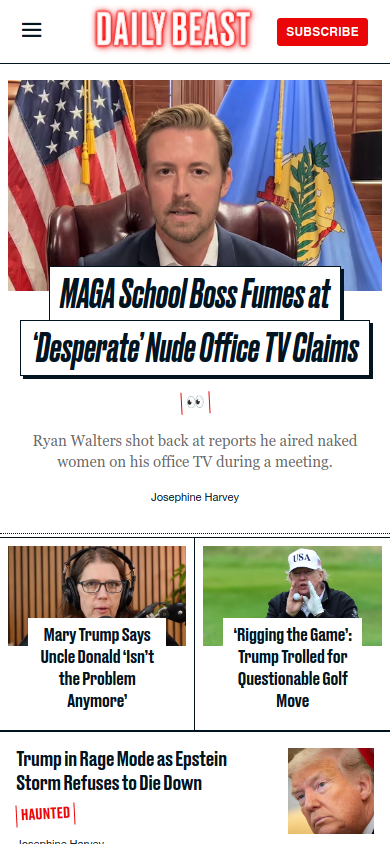 DAILY BEAST
SUBSCRIBE
MAGA School Boss Fumes at
‘Desperate’ Nude Office TV Claims
Ryan Walters shot back at reports he aired naked
women on his office TV during a meeting.
Josephine Harvey
Mary Trump Says
Uncle Donald ‘Isn’t
the Problem
Anymore’
USA
‘Rigging the Game’:
Trump Trolled for
Questionable Golf
Move
Trump in Rage Mode as Epstein
Storm Refuses to Die Down
HAUNTED
Josephine Harvey